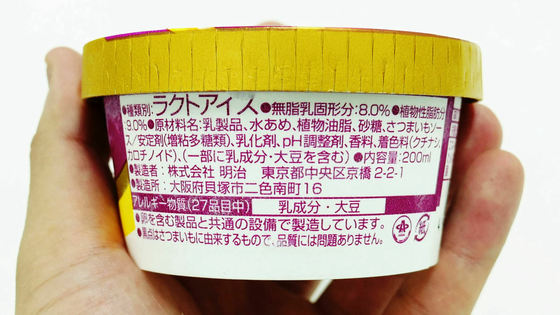 ●種類別:ラクトアイス●無脂乳固形分:8.0%●植物性脂肪分:
9.0%●原材料名:乳製品、水あめ、植物油脂、砂糖、さつまいもソー
ス/安定剤(増粘多糖類)、乳化剤、pH調整剤、香料、着色料(クチナシ、
カロチノイド)、(一部に乳成分・大豆を含む)●内容量:200ml
●製造者:株式会社 明治 東京都中央区京橋2-2-1
●製造所:大阪府貝塚市二色南町16
アレルギー物質(27品目中) 乳成分・大豆
●卵を含む製品と共通の設備で製造しています。
●黒点はさつまいもに由来するもので、品質には問題ありません。